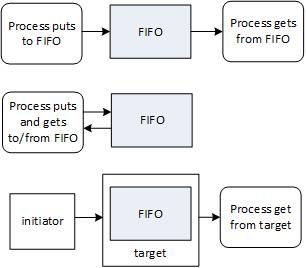 Process puts
to FIFO
FIFO
Process gets
from FIFO
Process puts
and gets
to/from FIFO
FIFO
initiator
FIFO
target
Process get
from target